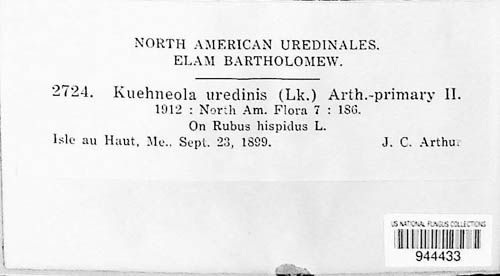 NORTH AMERICAN UREDINALES.
ELAM BARTHOLOMEW.
2724. Kuehneola uredinis (Lk.) Arth.-primary II.
1912 : North Am. Flora 7 : 186.
On Rubus hispidus L.
Isle au Haut, Me., Sept. 23, 1899. J. C. Arthur
US NATIONAL FUNGUS COLLECTIONS
944433